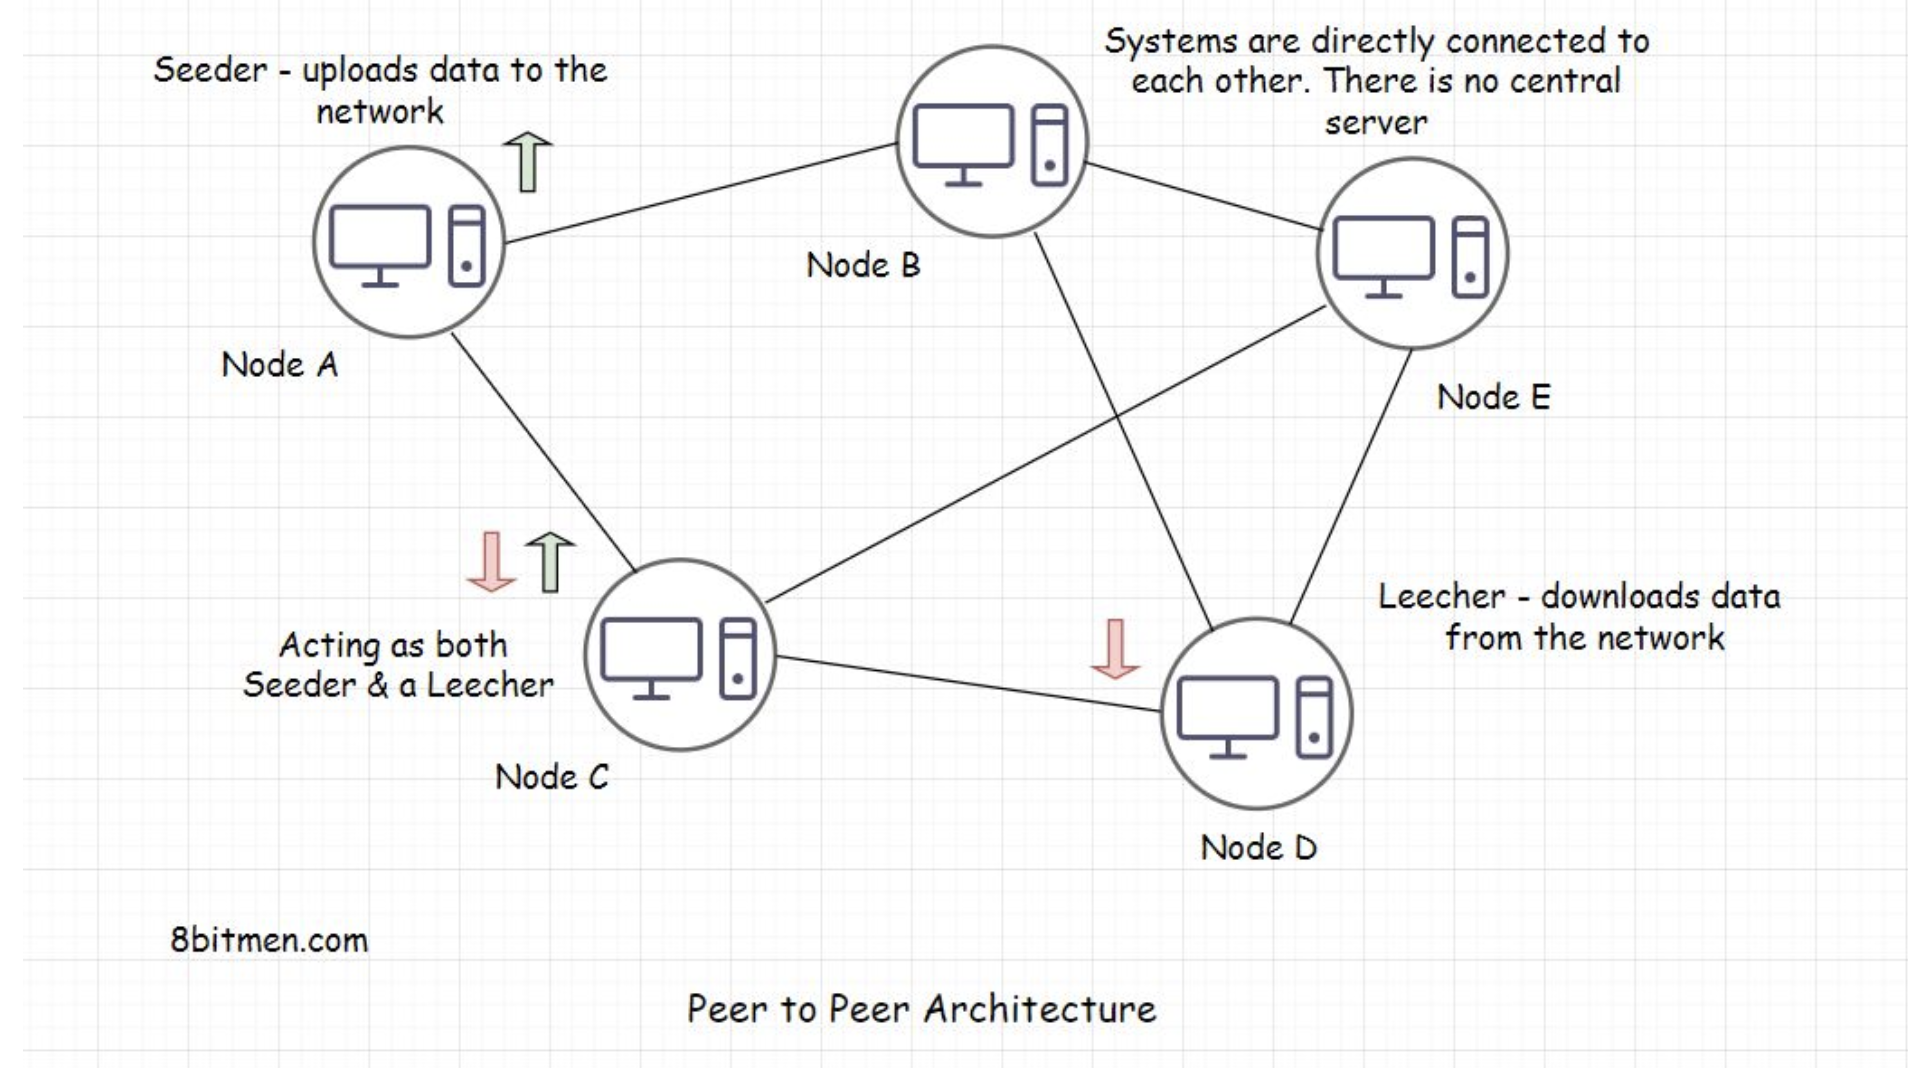 Seeder - uploads data to the
network
Systems are directly connected to
each other. There is no central
server
Node A
Node B
Node E
Acting as both
Seeder & a Leecher
Node C
Leecher - downloads data
from the network
Node D
8bitmen.com
Peer to Peer Architecture